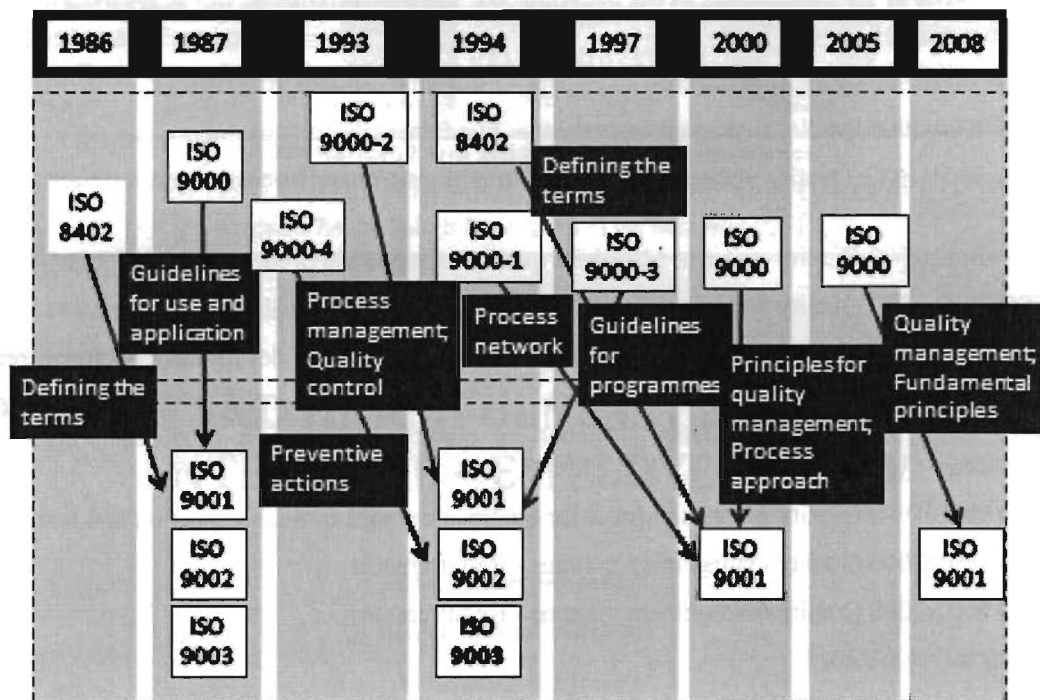 1986 1987 1993 1994 1997 2000 2005 2008
ISO
9000-2
ISO
8402
ISO
9000
Defining the
terms
ISO
8402
ISO
9000-4
ISO
9000-1
ISO
9000-3
ISO
9000
ISO
9000
Guidelines
for use and
application
Process
management;
Quality
control
Process
network
Guidelines
for
programmes
Quality
management;
Fundamental
principles
Defining the
terms
Principles for
quality
management;
Process
approach
Preventive
actions
ISO
9001
ISO
9001
ISO
9002
ISO
9002
ISO
9001
ISO
9001
ISO
9003
ISO
9003